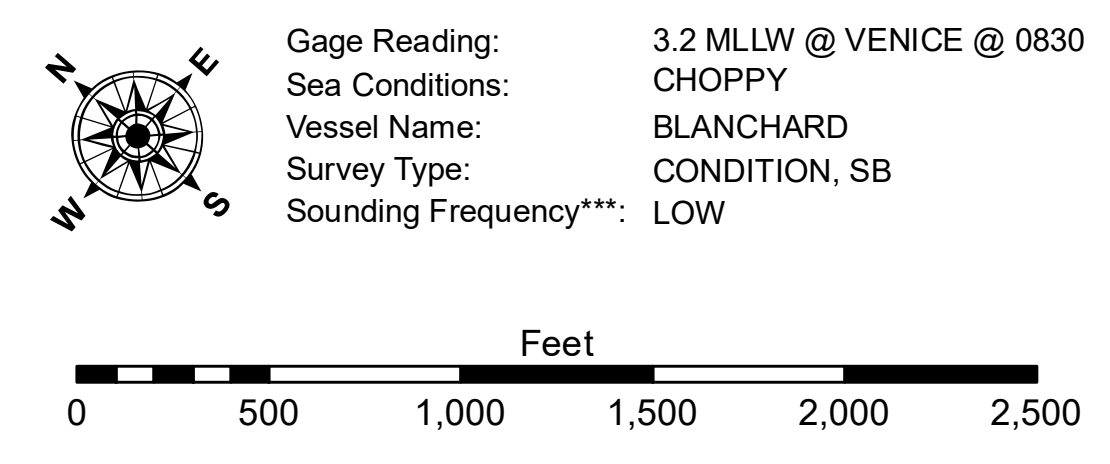 N E
W S
Gage Reading: 3.2 MLLW @ VENICE @ 0830
Sea Conditions: CHOPPY
Vessel Name: BLANCHARD
Survey Type: CONDITION, SB
Sounding Frequency***: LOW
Feet
0 500 1,000 1,500 2,000 2,500